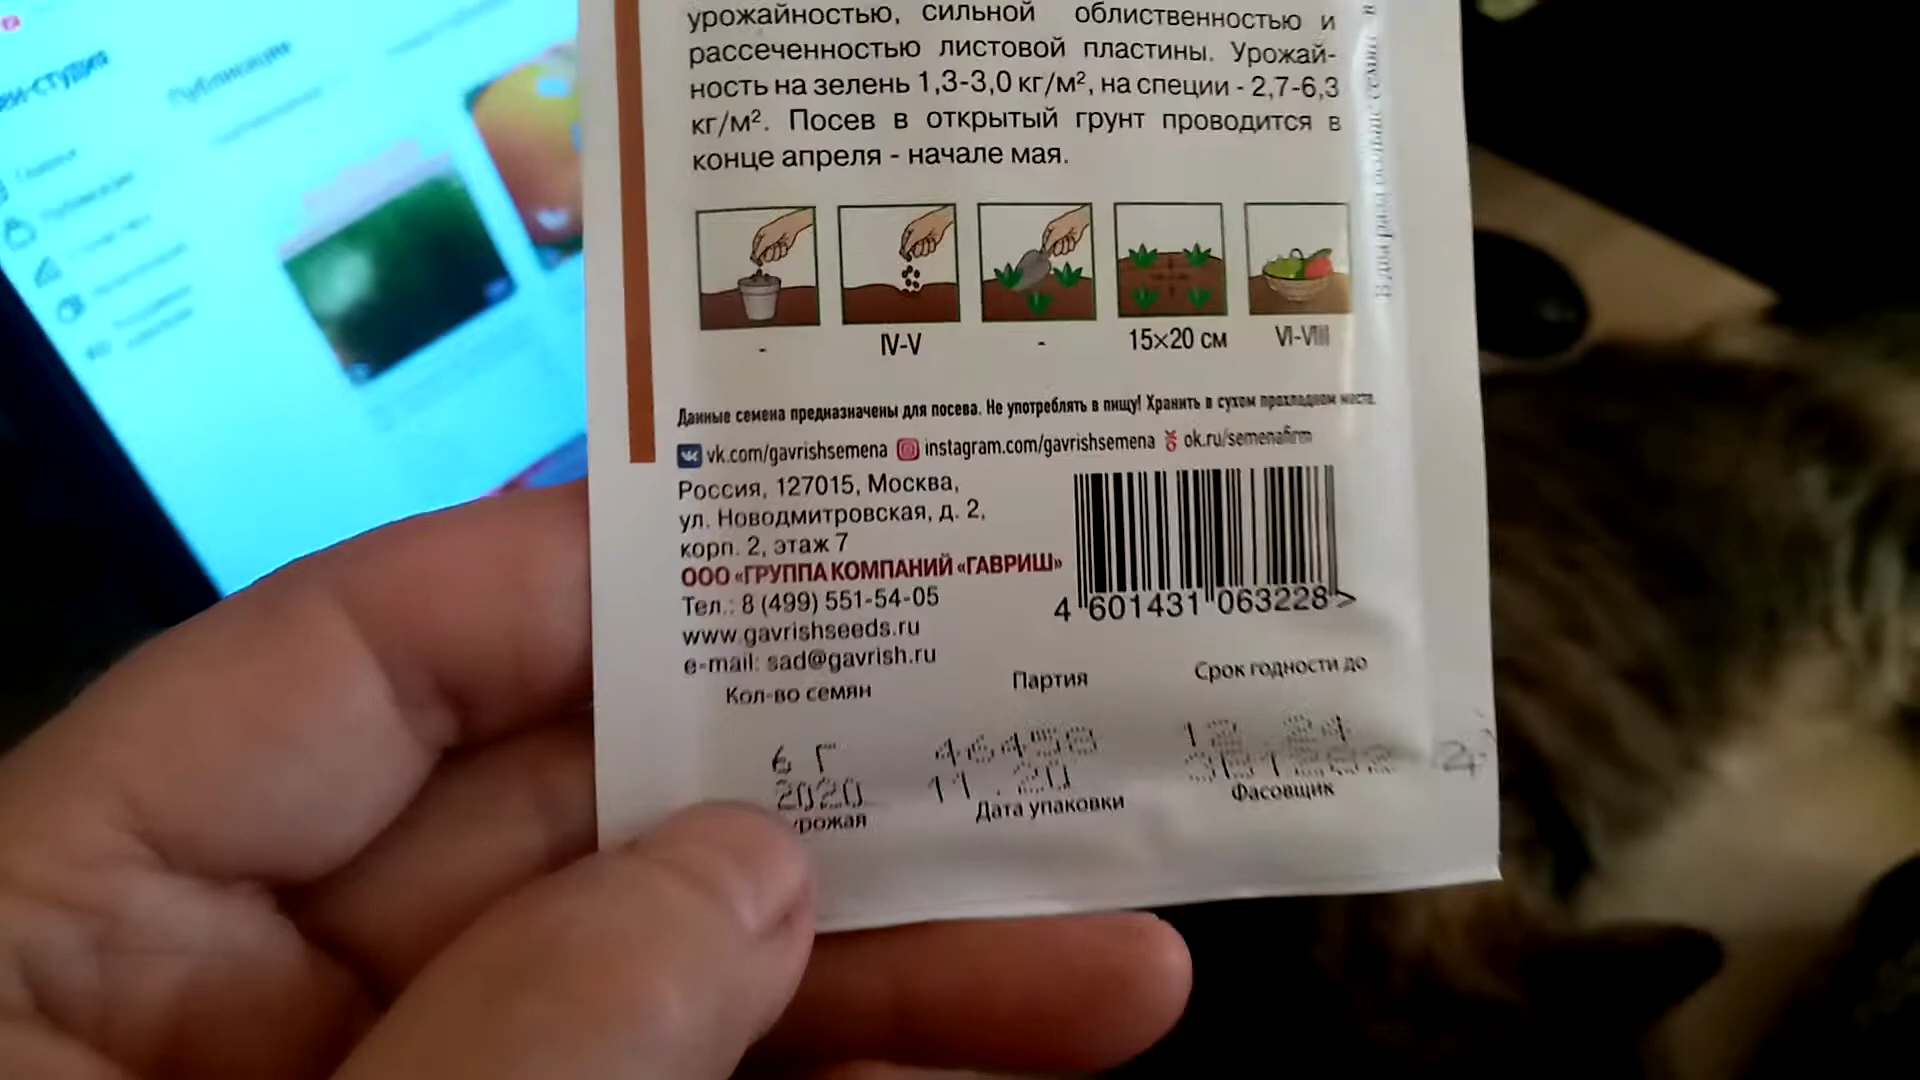 Публикации
урожайностью, сильной облиственностью и
рассеченностью листовой пластины. Урожай-
ность на зелень 1,3-3,0 кг/м², на специи - 2,7-6,3
кг/м². Посев в открытый грунт проводится в
конце апреля - начале мая.
- IV-V - 15×20 см VI-VIII
Данные семена предназначены для посева. Не употреблять в пищу! Хранить в сухом прохладном месте.
vk.com/gavrishsemena instagram.com/gavrishsemena ok.ru/semenafirm
Россия, 127015, Москва,
ул. Новодмитровская, д. 2,
корп. 2, этаж 7
ООО «ГРУППА КОМПАНИЙ «ГАВРИШ»
Тел.: 8 (499) 551-54-05
www.gavrishseeds.ru
e-mail: sad@gavrish.ru
4 601431 063228 >
Кол-во семян Партия Срок годности до
6 Г
2020 11.20
урожая Дата упаковки Фасовщик